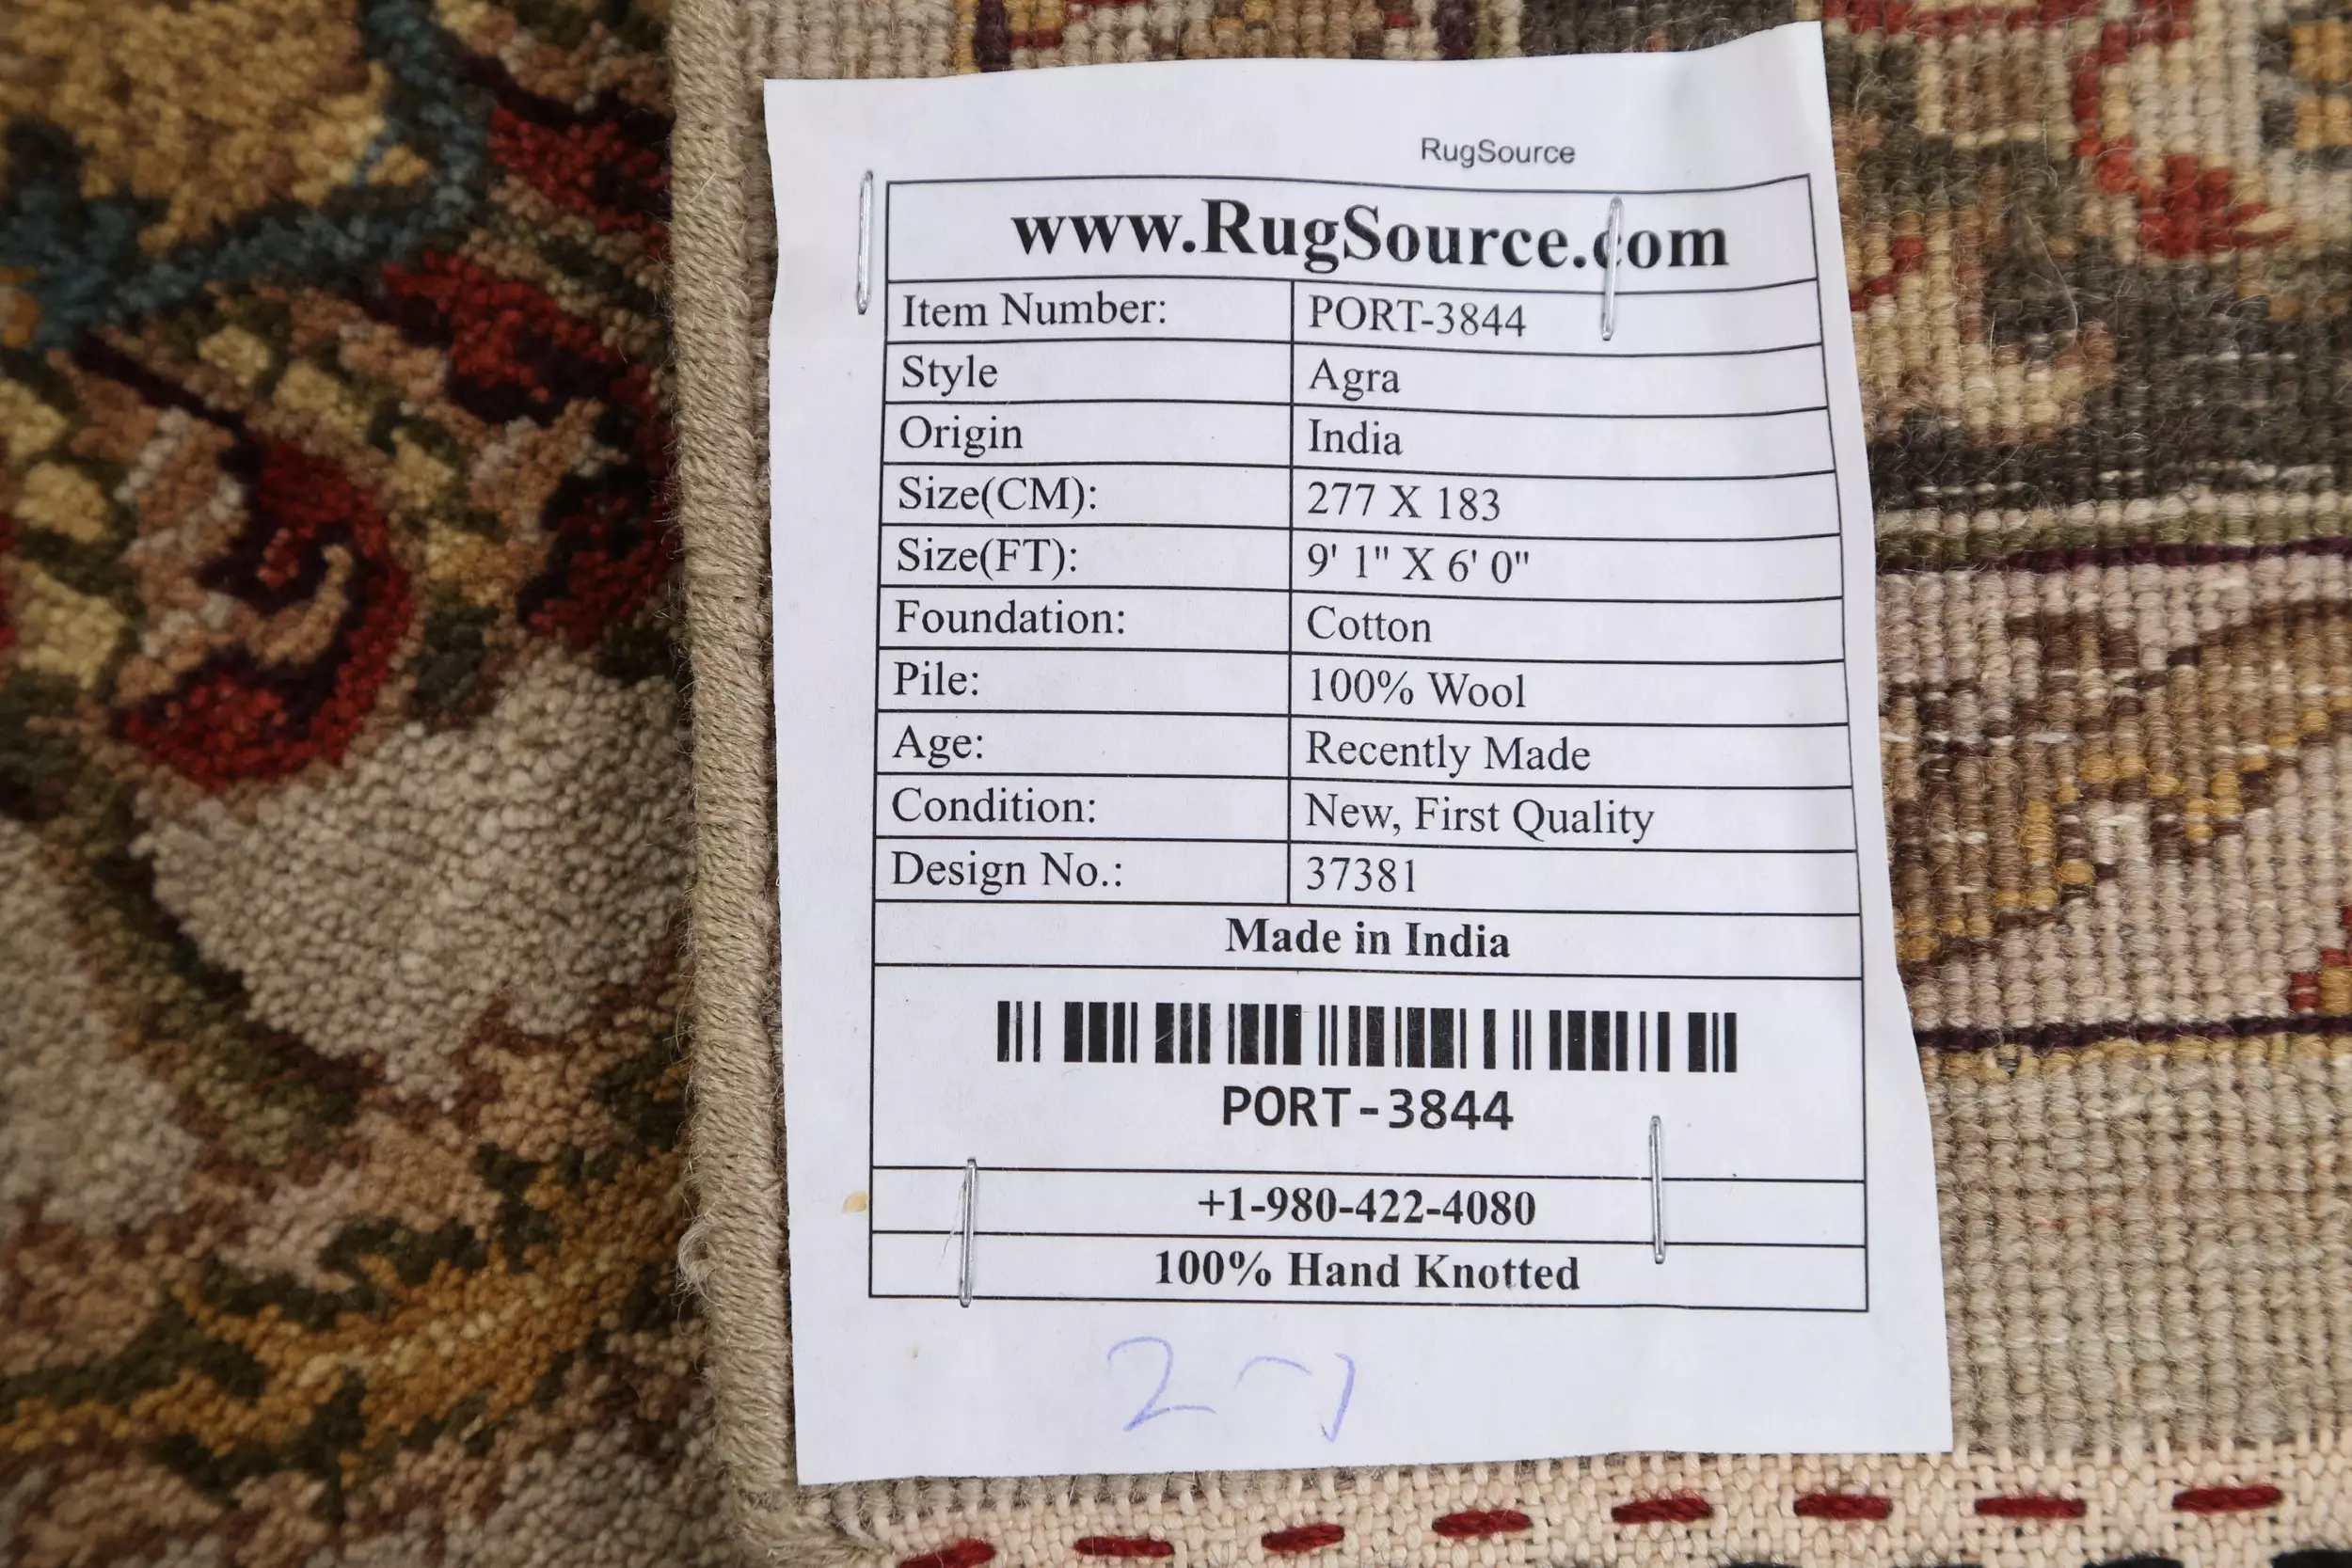 RugSource
www.RugSource.com
Item Number: PORT-3844
Style Agra
Origin India
Size(CM): 277 X 183
Size(FT): 9' 1" X 6' 0"
Foundation: Cotton
Pile: 100% Wool
Age: Recently Made
Condition: New, First Quality
Design No.: 37381
Made in India
PORT-3844
+1-980-422-4080
100% Hand Knotted